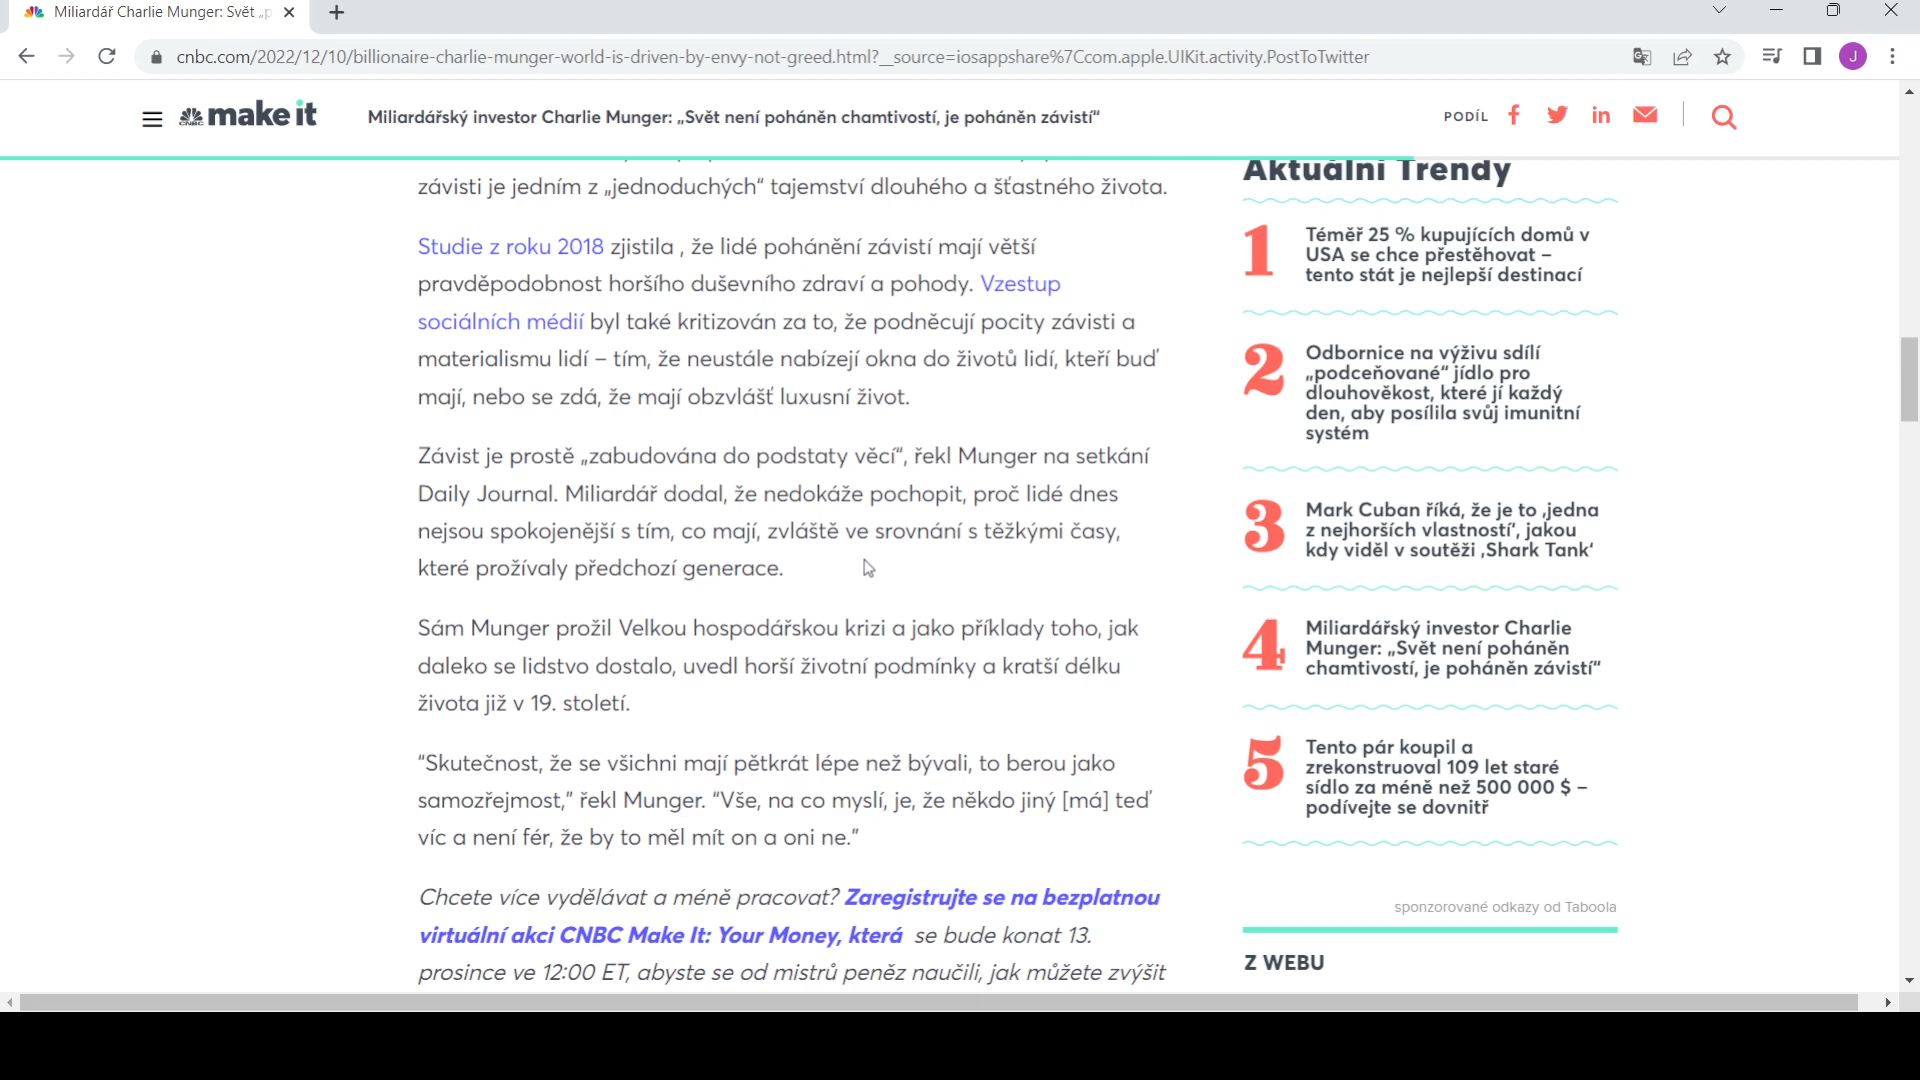 Miliardář Charlie Munger: Svět „p
cnbc.com/2022/12/10/billionaire-charlie-munger-world-is-driven-by-envy-not-greed.html?__source=iosappshare%7Ccom.apple.UIKit.activity.PostToTwitter
J
CNBC make it
Miliardářský investor Charlie Munger: „Svět není poháněn chamtivostí, je poháněn závistí“
PODÍL
závisti je jedním z „jednoduchých“ tajemství dlouhého a šťastného života.
Studie z roku 2018 zjistila , že lidé pohánění závistí mají větší
pravděpodobnost horšího duševního zdraví a pohody. Vzestup
sociálních médií byl také kritizován za to, že podněcují pocity závisti a
materialismu lidí – tím, že neustále nabízejí okna do životů lidí, kteří buď
mají, nebo se zdá, že mají obzvlášť luxusní život.
Závist je prostě „zabudována do podstaty věcí“, řekl Munger na setkání
Daily Journal. Miliardář dodal, že nedokáže pochopit, proč lidé dnes
nejsou spokojenější s tím, co mají, zvláště ve srovnání s těžkými časy,
které prožívaly předchozí generace.
Sám Munger prožil Velkou hospodářskou krizi a jako příklady toho, jak
daleko se lidstvo dostalo, uvedl horší životní podmínky a kratší délku
života již v 19. století.
“Skutečnost, že se všichni mají pětkrát lépe než bývali, to berou jako
samozřejmost,” řekl Munger. “Vše, na co myslí, je, že někdo jiný [má] teď
víc a není fér, že by to měl mít on a oni ne.”
Chcete více vydělávat a méně pracovat? Zaregistrujte se na bezplatnou
virtuální akci CNBC Make It: Your Money, která se bude konat 13.
prosince ve 12:00 ET, abyste se od mistrů peněz naučili, jak můžete zvýšit
Aktuální Trendy
1
Téměř 25 % kupujících domů v
USA se chce přestěhovat –
tento stát je nejlepší destinací
2
Odbornice na výživu sdílí
„podceňované“ jídlo pro
dlouhověkost, které jí každý
den, aby posílila svůj imunitní
systém
3
Mark Cuban říká, že je to ‚jedna
z nejhorších vlastností‘, jakou
kdy viděl v soutěži ‚Shark Tank‘
4
Miliardářský investor Charlie
Munger: „Svět není poháněn
chamtivostí, je poháněn závistí“
5
Tento pár koupil a
zrekonstruoval 109 let staré
sídlo za méně než 500 000 $ –
podívejte se dovnitř
sponzorované odkazy od Taboola
Z WEBU